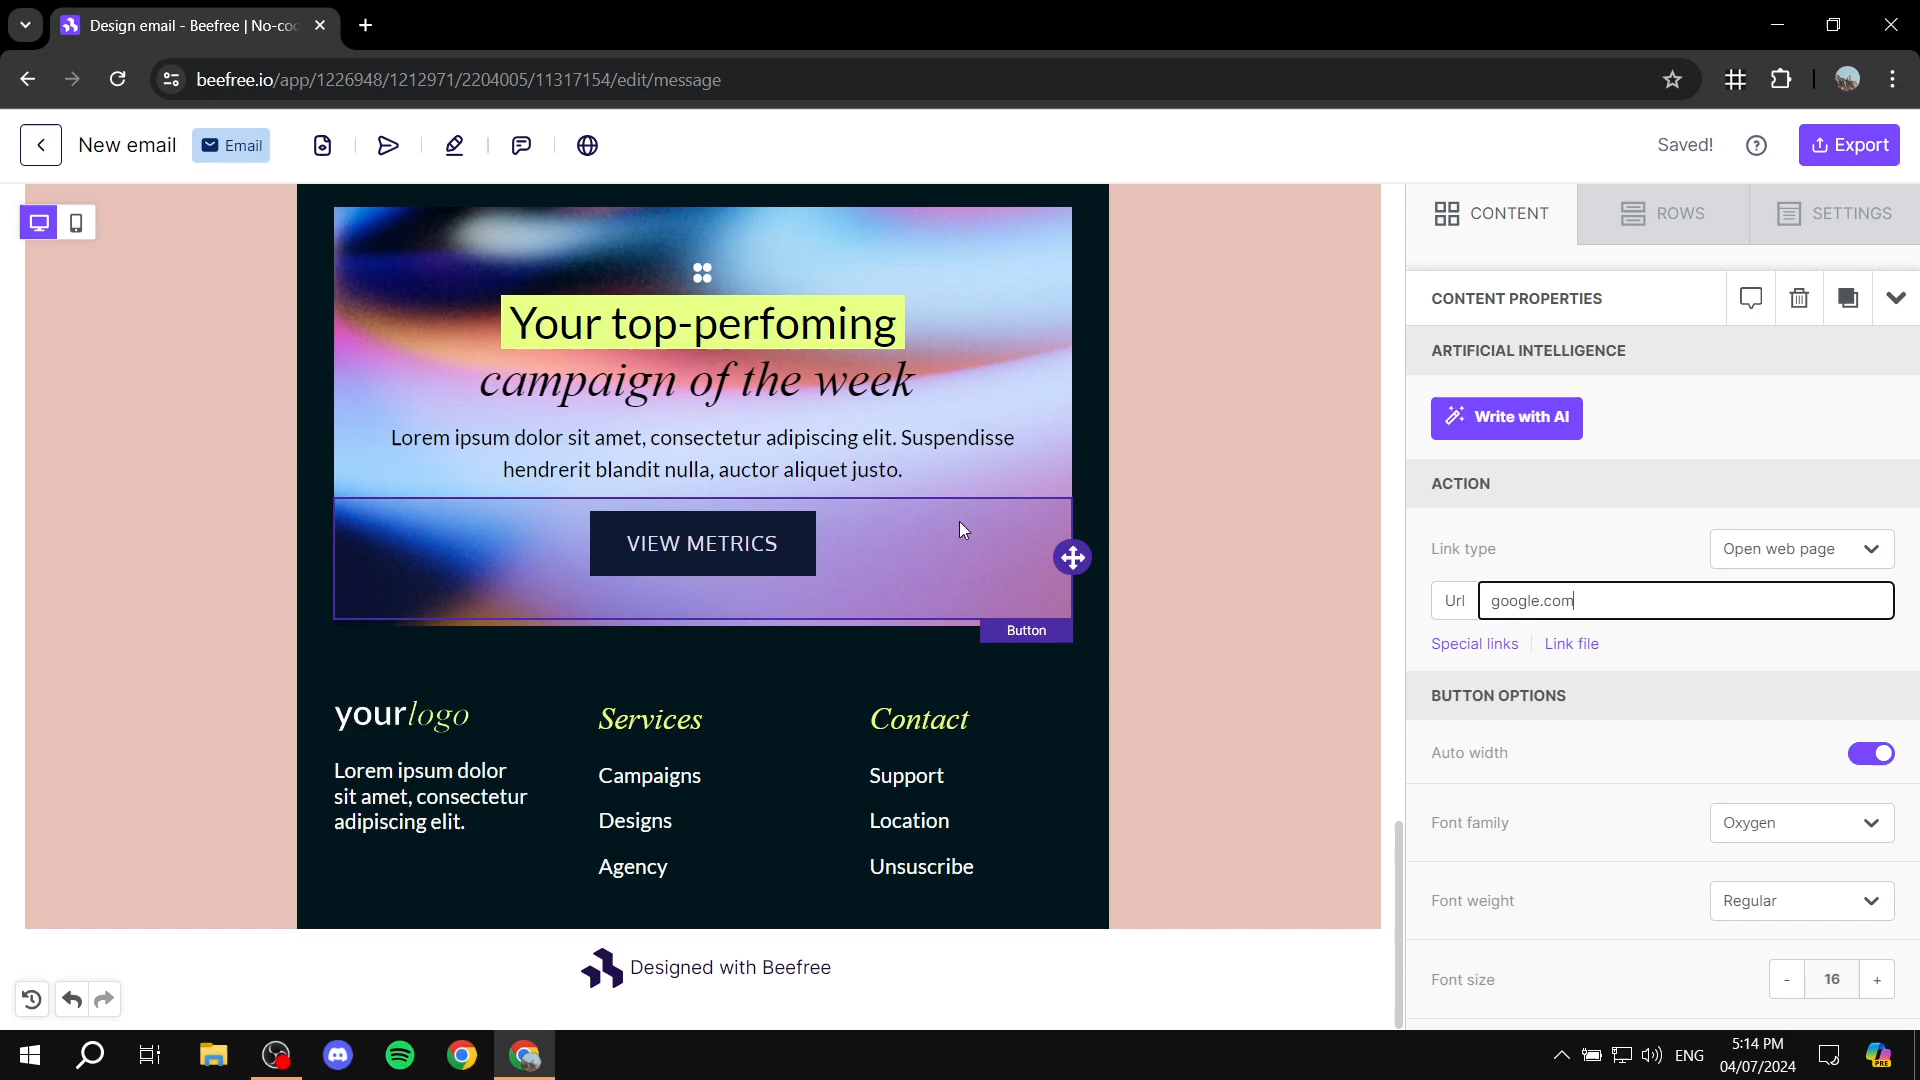 Design email - Beefree | No-coc
beefree.io/app/1226948/1212971/2204005/11317154/edit/message
New email
Email
Saved!
Export
CONTENT
ROWS
SETTINGS
CONTENT PROPERTIES
ARTIFICIAL INTELLIGENCE
Write with AI
ACTION
Link type
Open web page
Url
google.com
Special links
Link file
BUTTON OPTIONS
Auto width
Font family
Oxygen
Font weight
Regular
Font size
- 16 +
Your top-perfoming
campaign of the week
Lorem ipsum dolor sit amet, consectetur adipiscing elit. Suspendisse
hendrerit blandit nulla, auctor aliquet justo.
VIEW METRICS
Button
yourlogo
Lorem ipsum dolor
sit amet, consectetur
adipiscing elit.
Services
Campaigns
Designs
Agency
Contact
Support
Location
Unsuscribe
Designed with Beefree
ENG
5:14 PM
04/07/2024
PRE